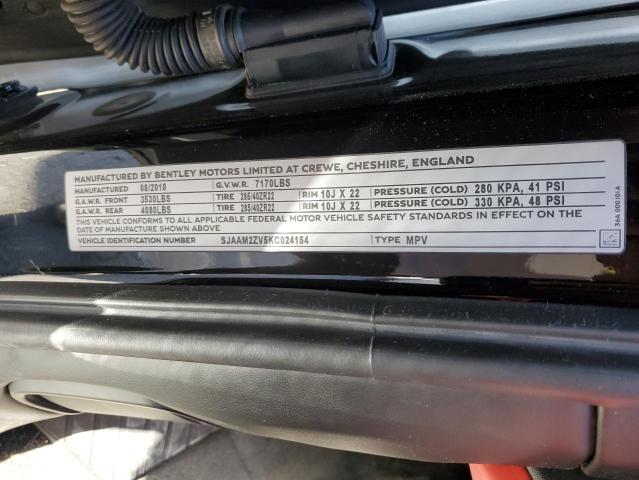 MANUFACTURED BY BENTLEY MOTORS LIMITED AT CREWE, CHESHIRE, ENGLAND
MANUFACTURED 08/2018 G.V.W.R. 7170LBS
G.A.W.R. FRONT 3530LBS TIRE 285/40ZR22 RIM 10J X 22 PRESSURE (COLD) 280 KPA, 41 PSI
G.A.W.R. REAR 4080LBS TIRE 285/40ZR22 RIM 10J X 22 PRESSURE (COLD) 330 KPA, 48 PSI
THIS VEHICLE CONFORMS TO ALL APPLICABLE FEDERAL MOTOR VEHICLE SAFETY STANDARDS IN EFFECT ON THE
DATE OF MANUFACTURE SHOWN ABOVE
VEHICLE IDENTIFICATION NUMBER SJAAM2ZV5KC024154 TYPE MPV
36A 000101A